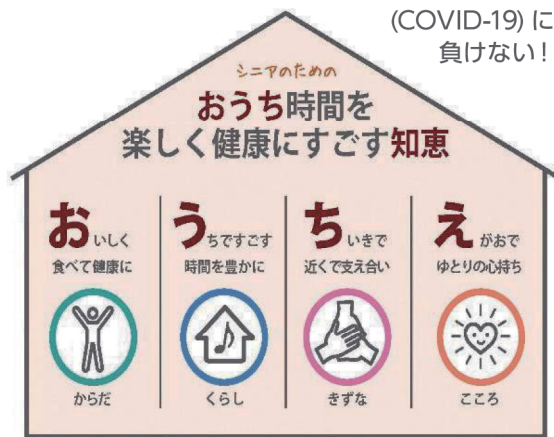 (COVID-19) に
負けない!
シニアのための
おうち時間を
楽しく健康にすごす知恵
おいしく
食べて健康に
からだ
うちですごす
時間を豊かに
くらし
ちいきで
近くで支え合い
きずな
えがおで
ゆとりの心持ち
こころ